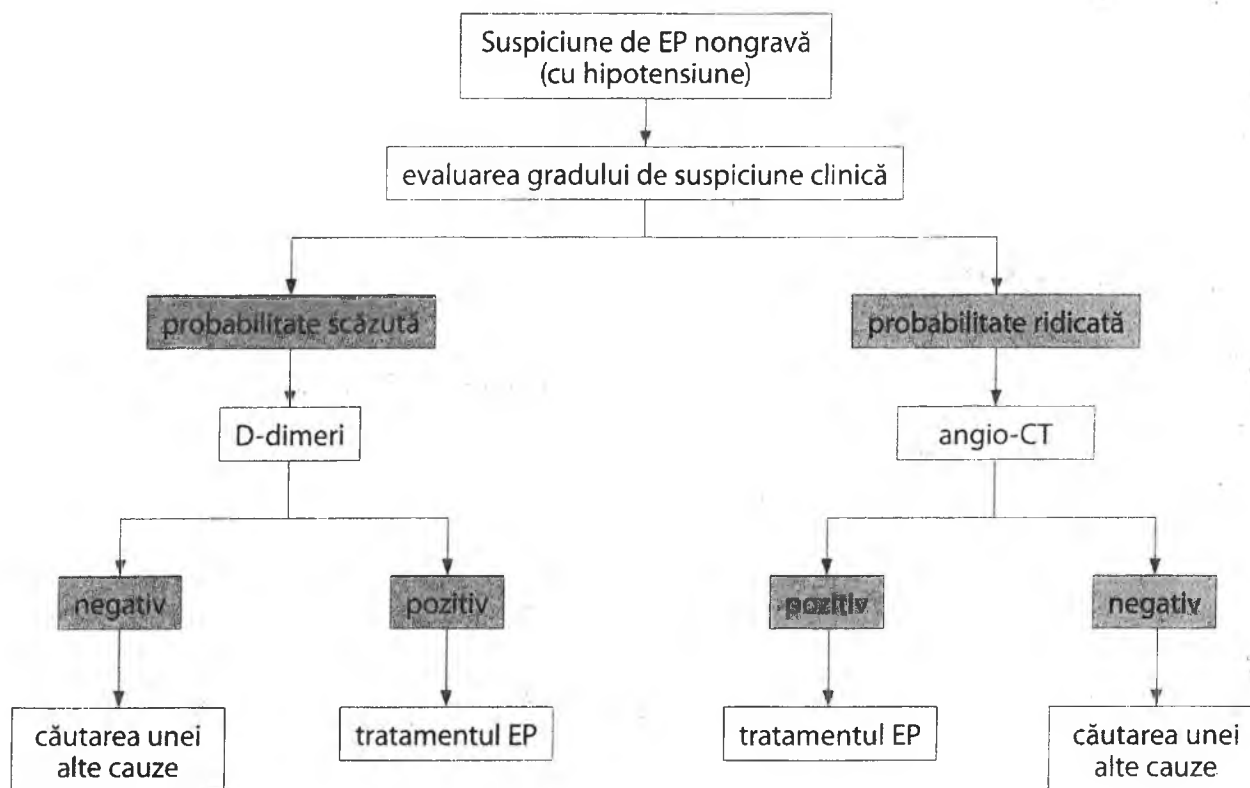 Suspiciune de EP nongravă
(cu hipotensiune)
evaluarea gradului de suspiciune clinică
probabilitate scăzută
probabilitate ridicată
D-dimeri
angio-CT
negativ
pozitiv
pozitiv
negativ
căutarea unei
alte cauze
tratamentul EP
tratamentul EP
căutarea unei
alte cauze